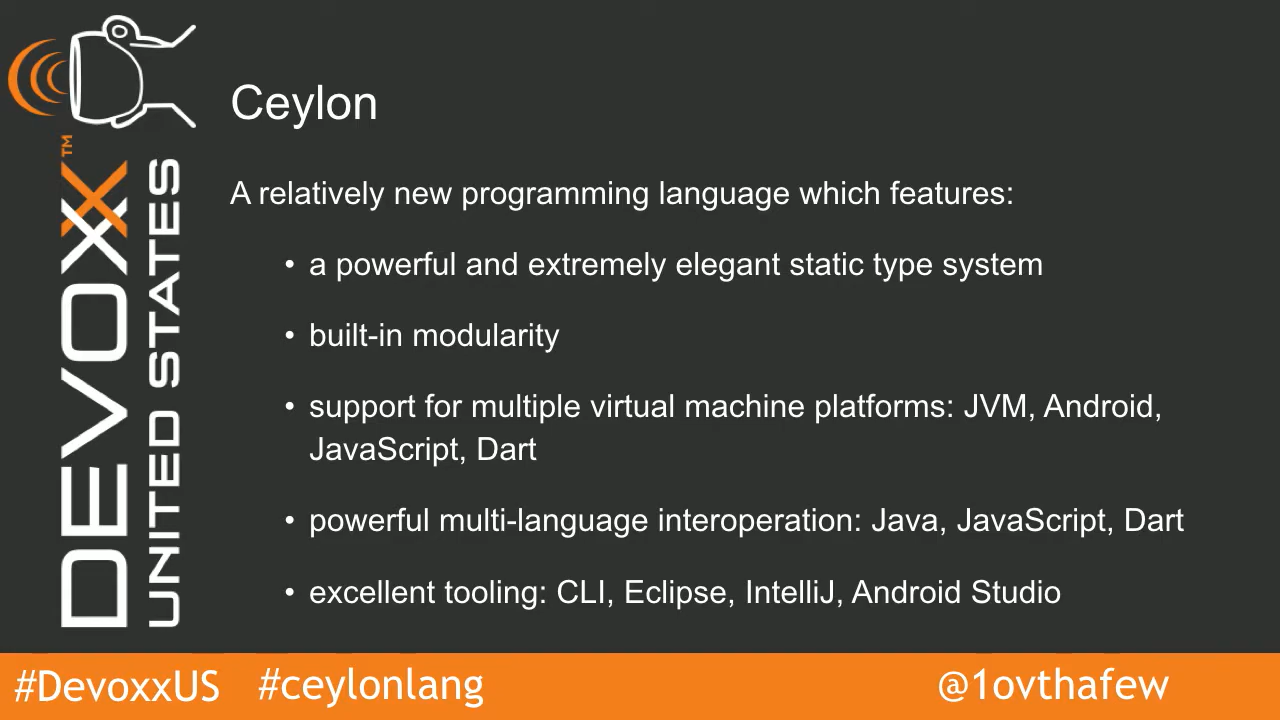 DEVOXX™
UNITED STATES
Ceylon
A relatively new programming language which features:
• a powerful and extremely elegant static type system
• built-in modularity
• support for multiple virtual machine platforms: JVM, Android,
JavaScript, Dart
• powerful multi-language interoperation: Java, JavaScript, Dart
• excellent tooling: CLI, Eclipse, IntelliJ, Android Studio
#DevoxxUS #ceylonlang @1ovthafew